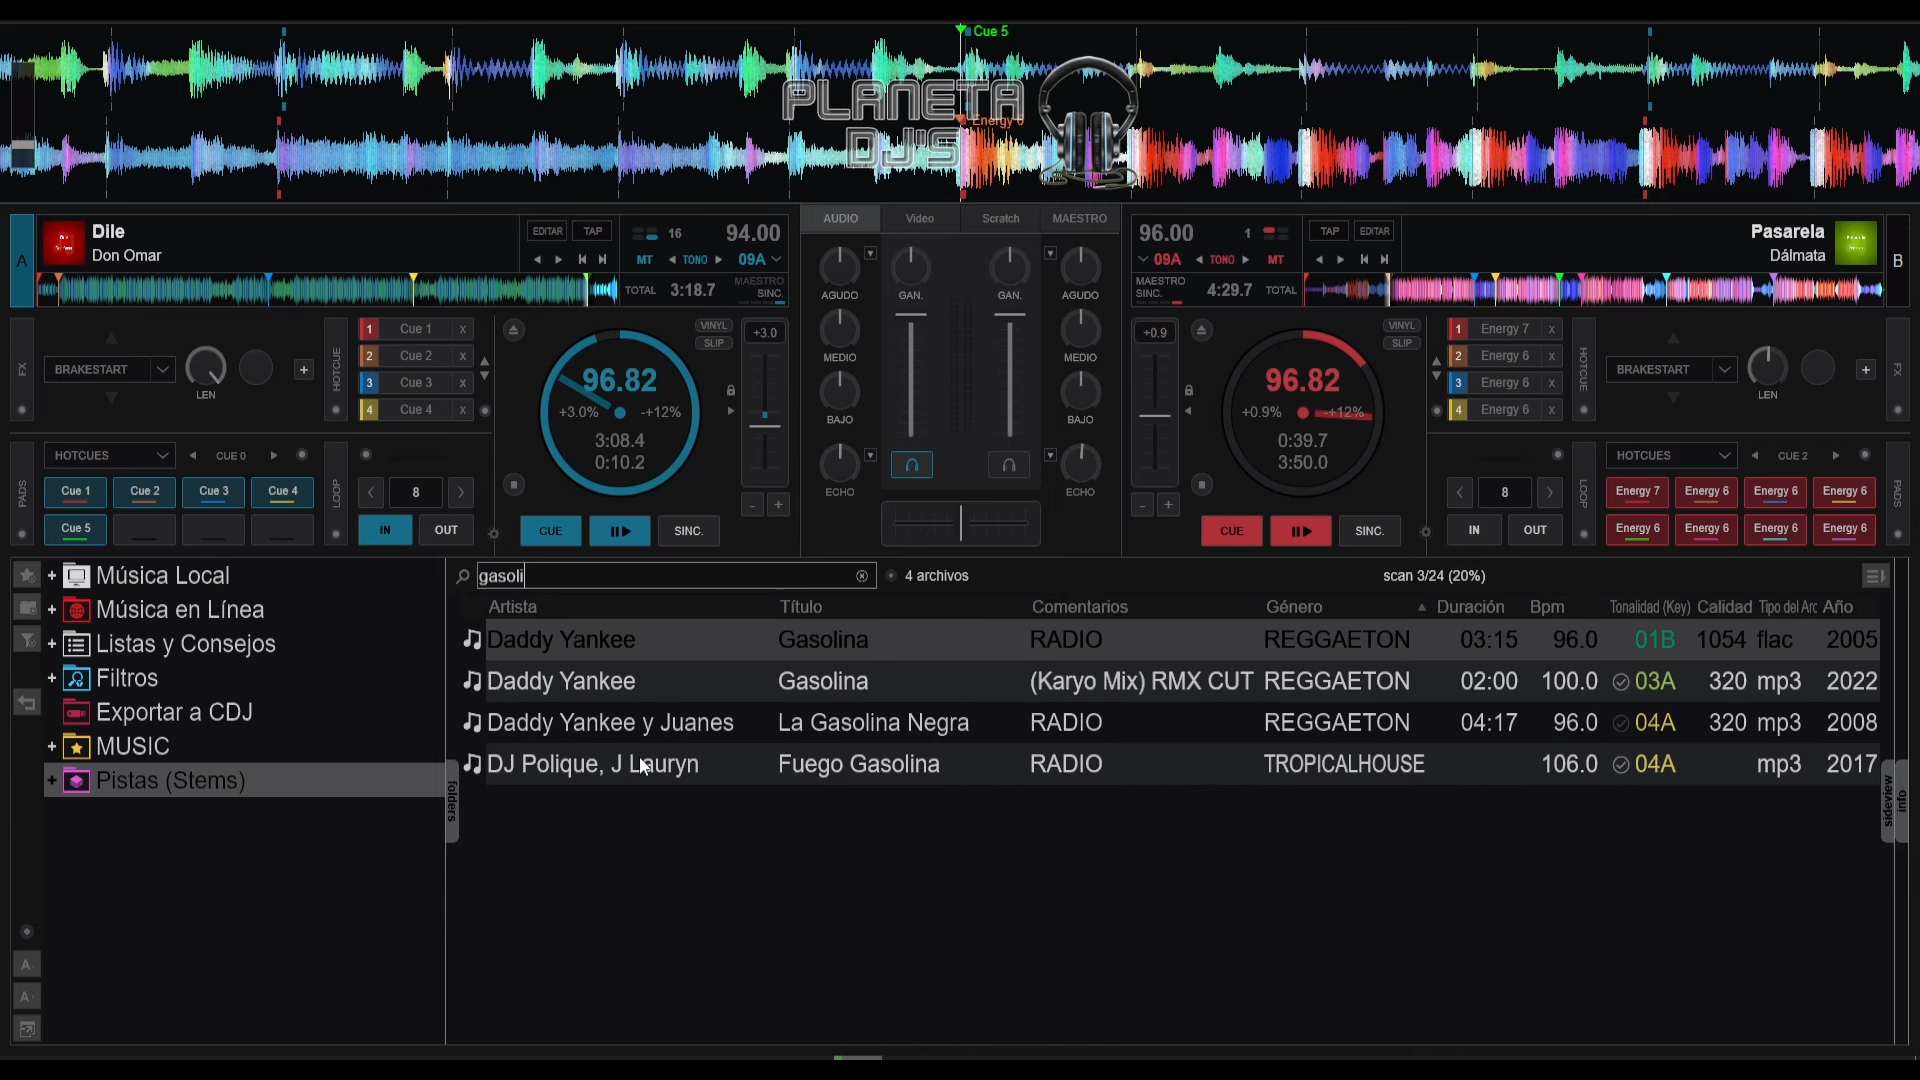 Cue 5
PLANETA
DJ'S
Energy 6
A
Dile
Don Omar
EDITAR TAP
16 94.00
MT TONO 09A
TOTAL 3:18.7 MAESTRO SINC.
AUDIO Video Scratch MAESTRO
96.00 1
09A TONO MT
MAESTRO SINC. 4:29.7 TOTAL
TAP EDITAR
Pasarela
Dálmata
B
FX
BRAKESTART
LEN
+
HOTCUE
1 Cue 1 x
2 Cue 2 x
3 Cue 3 x
4 Cue 4 x
VINYL
SLIP
+3.0
96.82
+3.0% -+12%
3:08.4
0:10.2
AGUDO GAN. GAN. AGUDO
MEDIO MEDIO
BAJO BAJO
ECHO ECHO
+0.9
VINYL
SLIP
96.82
+0.9% -+12%
0:39.7
3:50.0
1 Energy 7 x
2 Energy 6 x
3 Energy 6 x
4 Energy 6 x
HOTCUE
BRAKESTART
LEN
+
FX
PADS
HOTCUES CUE 0
Cue 1 Cue 2 Cue 3 Cue 4
Cue 5
LOOP
8
IN OUT
CUE SINC.
- +
- +
CUE SINC.
8
IN OUT
LOOP
HOTCUES CUE 2
Energy 7 Energy 6 Energy 6 Energy 6
Energy 6 Energy 6 Energy 6 Energy 6
PADS
+ Música Local
+ Música en Línea
+ Listas y Consejos
+ Filtros
Exportar a CDJ
+ MUSIC
+ Pistas (Stems)
A
A
folders
gasoli 4 archivos scan 3/24 (20%)
Artista Título Comentarios Género Duración Bpm Tonalidad (Key) Calidad Tipo del Arc Año
Daddy Yankee Gasolina RADIO REGGAETON 03:15 96.0 01B 1054 flac 2005
Daddy Yankee Gasolina (Karyo Mix) RMX CUT REGGAETON 02:00 100.0 03A 320 mp3 2022
Daddy Yankee y Juanes La Gasolina Negra RADIO REGGAETON 04:17 96.0 04A 320 mp3 2008
DJ Polique, J Lauryn Fuego Gasolina RADIO TROPICALHOUSE 106.0 04A mp3 2017
sideview
info